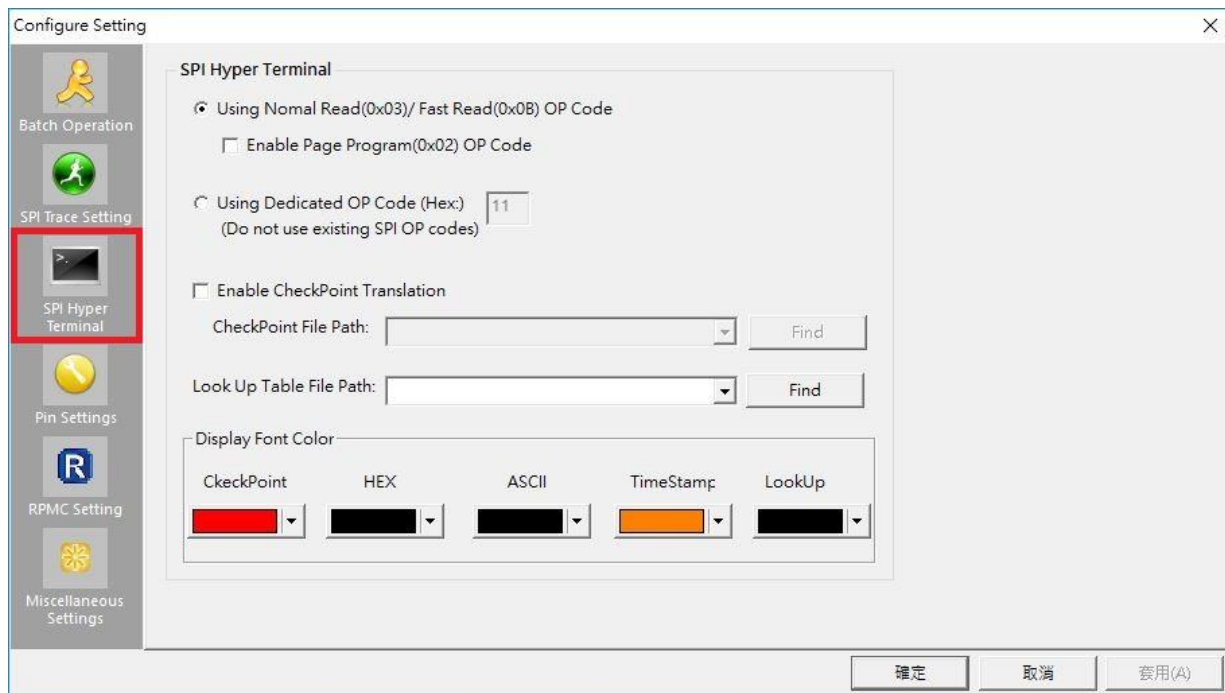 Configure Setting
Batch Operation
SPI Trace Setting
SPI Hyper
Terminal
Pin Settings
R
RPMC Setting
Miscellaneous
Settings
SPI Hyper Terminal
Using Nomal Read(0x03)/ Fast Read(0x0B) OP Code
Enable Page Program(0x02) OP Code
Using Dedicated OP Code (Hex:) 11
(Do not use existing SPI OP codes)
Enable CheckPoint Translation
CheckPoint File Path: Find
Look Up Table File Path: Find
Display Font Color
CkeckPoint HEX ASCII TimeStamp LookUp
確定 取消 套用(A)